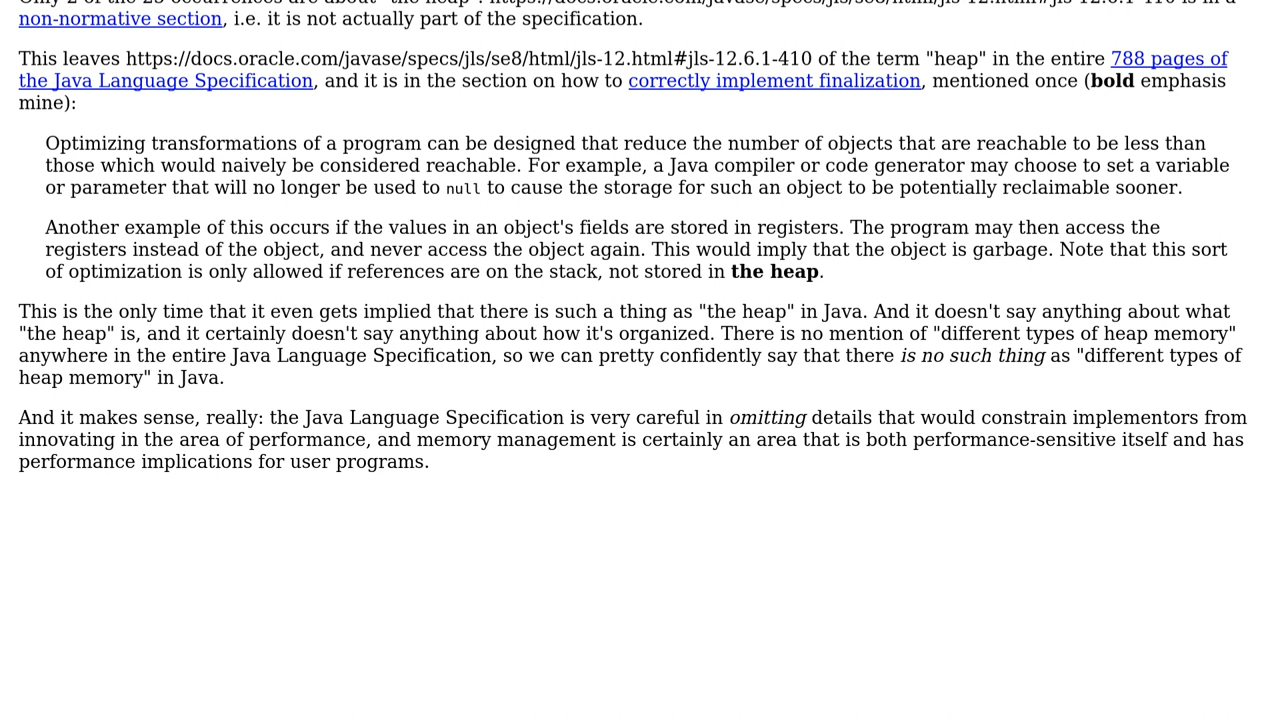 non-normative section, i.e. it is not actually part of the specification.
This leaves https://docs.oracle.com/javase/specs/jls/se8/html/jls-12.html#jls-12.6.1-410 of the term "heap" in the entire 788 pages of
the Java Language Specification, and it is in the section on how to correctly implement finalization, mentioned once (bold emphasis
mine):
Optimizing transformations of a program can be designed that reduce the number of objects that are reachable to be less than
those which would naively be considered reachable. For example, a Java compiler or code generator may choose to set a variable
or parameter that will no longer be used to null to cause the storage for such an object to be potentially reclaimable sooner.
Another example of this occurs if the values in an object's fields are stored in registers. The program may then access the
registers instead of the object, and never access the object again. This would imply that the object is garbage. Note that this sort
of optimization is only allowed if references are on the stack, not stored in the heap.
This is the only time that it even gets implied that there is such a thing as "the heap" in Java. And it doesn't say anything about what
"the heap" is, and it certainly doesn't say anything about how it's organized. There is no mention of "different types of heap memory"
anywhere in the entire Java Language Specification, so we can pretty confidently say that there is no such thing as "different types of
heap memory" in Java.
And it makes sense, really: the Java Language Specification is very careful in omitting details that would constrain implementors from
innovating in the area of performance, and memory management is certainly an area that is both performance-sensitive itself and has
performance implications for user programs.